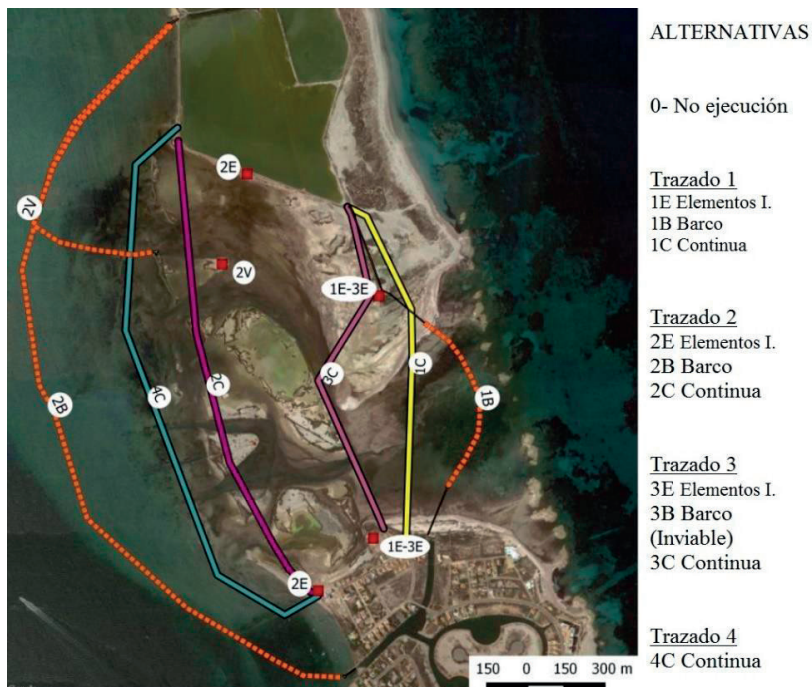 ALTERNATIVAS
0- No ejecución
Trazado 1
1E Elementos I.
1B Barco
1C Continua
Trazado 2
2E Elementos I.
2B Barco
2C Continua
Trazado 3
3E Elementos I.
3B Barco
(Inviable)
3C Continua
Trazado 4
4C Continua
2E
2V
2V
1E-3E
3C
1C
2C
4C
2B
1B
1E-3E
2E
150 0 150 300 m